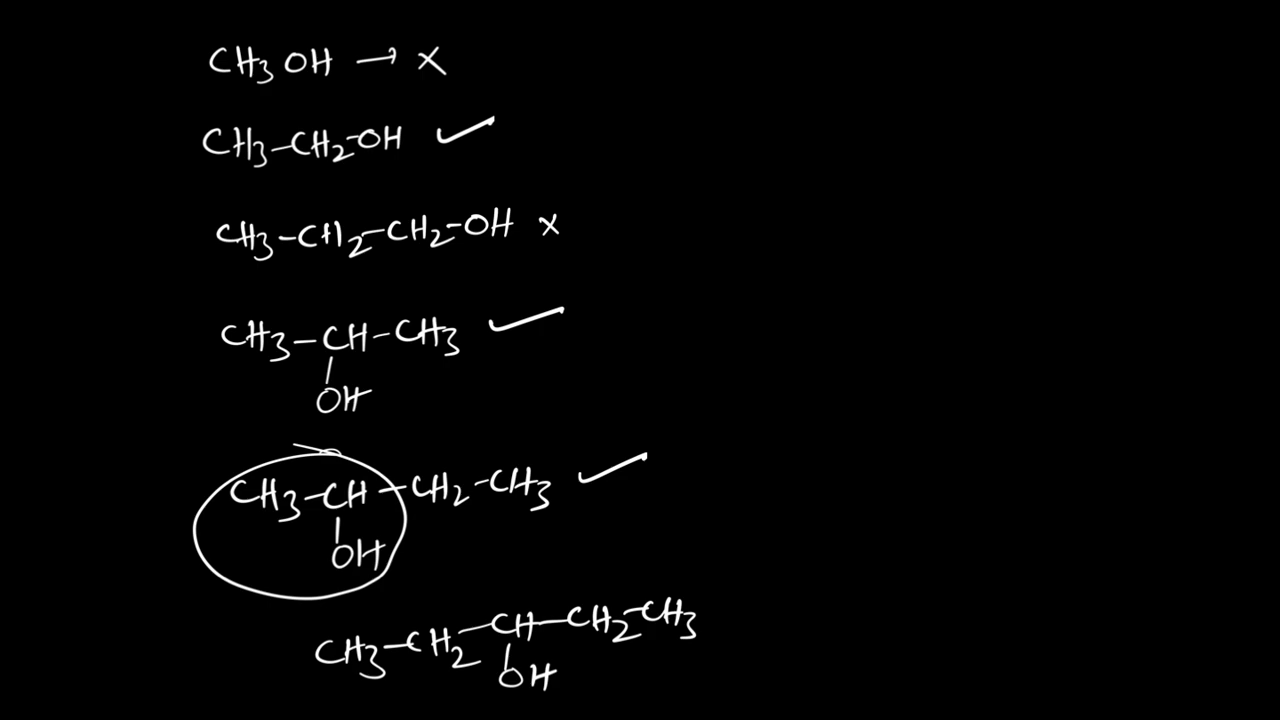 CH3OH → X
CH3-CH2-OH ✓
CH3-CH2-CH2-OH X
CH3-CH-CH3 ✓
OH
CH3-CH-CH2-CH3 ✓
OH
CH3-CH2-CH-CH2-CH3
OH